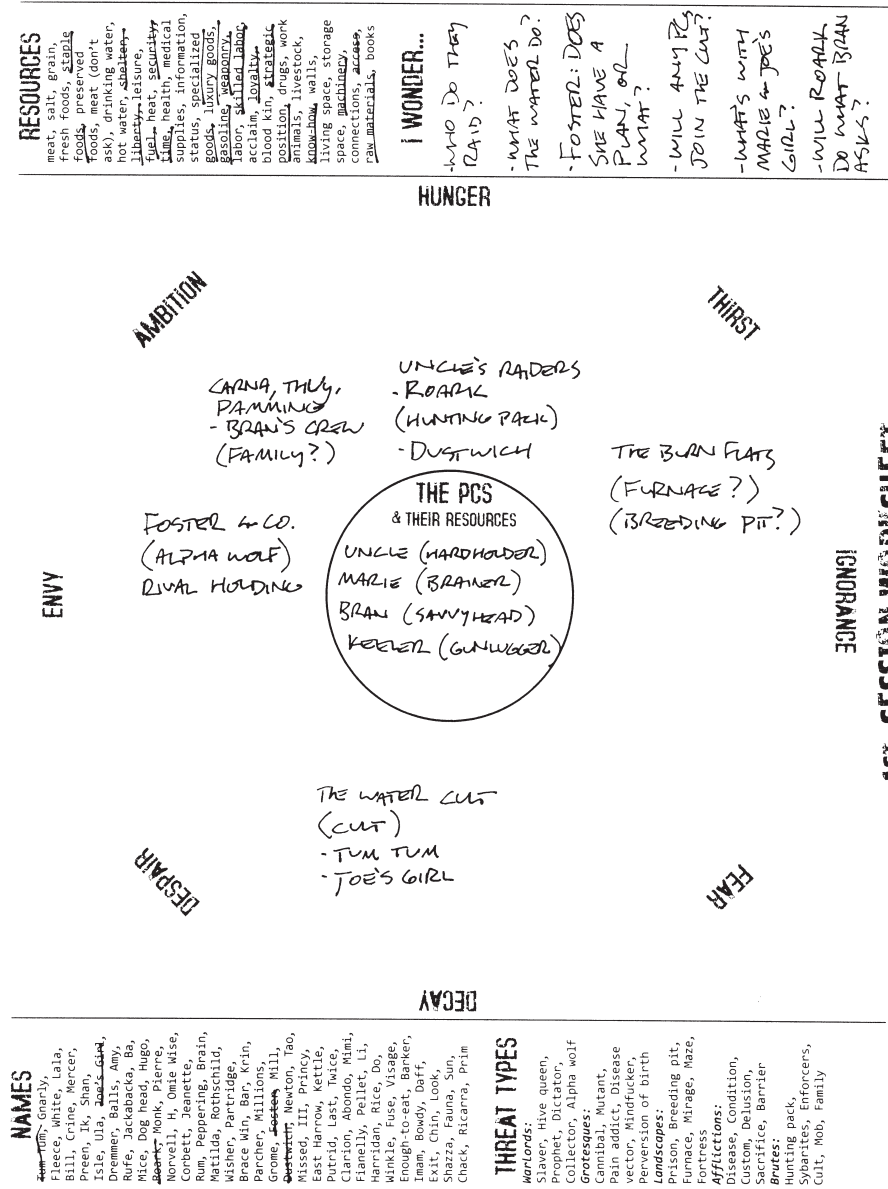 RESOURCES
meat, salt, grain,
fresh foods, staple
foods, preserved
foods, meat (don't
ask), drinking water,
hot water, shelter,
liberty, leisure,
fuel, heat, security,
time, health, medical
supplies, information,
status, specialized
goods, luxury goods,
gasoline, weaponry,
labor, skilled labor,
acclaim, loyalty,
blood kin, strategic
position, drugs, work
animals, livestock,
know-how, walls,
living space, storage
space, machinery,
connections, access,
raw materials, books
I WONDER...
-WHO DO THEY
RAID?
- WHAT DOES
THE WATER DO?
- FOSTER: DOES
SHE HAVE A
PLAN, OR
WHAT?
- WILL ANY PCs
JOIN THE CULT?
-WHAT'S WITH
MARIE & JOE'S
GIRL?
- WILL ROARK
DO WHAT BRAN
ASKS?
HUNGER
AMBITION
THIRST
CARNA, THUY,
PAMMING
- BRAN'S CREW
(FAMILY?)
UNCLE'S RAIDERS
- ROARK
(HUNTING PACK)
- DUSTWICH
THE BURN FLATS
(FURNACE?)
(BREEDING PIT?)
FOSTER & CO.
(ALPHA WOLF)
RIVAL HOLDING
THE PCS
& THEIR RESOURCES
UNCLE (HARDHOLDER)
MARIE (BRAINER)
BRAN (SAVVYHEAD)
KEELER (GUNLUGGER)
ENVY
IGNORANCE
1ST SESSION WORKSHEET
THE WATER CULT
(CULT)
- TUM TUM
- JOE'S GIRL
DESPAIR
FEAR
DECAY
NAMES
Tum Tum, Gnarly,
Fleece, White, Lala,
Bill, Crine, Mercer,
Preen, Ik, Shan,
Isle, Ula, Joe's Girl,
Dremmer, Balls, Amy,
Rufe, Jackabacka, Ba,
Mice, Dog head, Hugo,
Roark, Monk, Pierre,
Norvell, H, Omie Wise,
Corbett, Jeanette,
Rum, Peppering, Brain,
Matilda, Rothschild,
Wisher, Partridge,
Brace Win, Bar, Krin,
Parcher, Millions,
Grome, Foster, Mill,
Dustwich, Newton, Tao,
Missed, III, Princy,
East Harrow, Kettle,
Putrid, Last, Twice,
Clarion, Abondo, Mimi,
Fianelly, Pellet, Li,
Harridan, Rice, Do,
Winkle, Fuse, Visage,
Enough-to-eat, Barker,
Imam, Bowdy, Daff,
Exit, Chin, Look,
Shazza, Fauna, Sun,
Chack, Ricarra, Prim
THREAT TYPES
Warlords:
Slaver, Hive queen,
Prophet, Dictator,
Collector, Alpha wolf
Grotesques:
Cannibal, Mutant,
Pain addict, Disease
vector, Mindfucker,
Perversion of birth
Landscapes:
Prison, Breeding pit,
Furnace, Mirage, Maze,
Fortress
Afflictions:
Disease, Condition,
Custom, Delusion,
Sacrifice, Barrier
Brutes:
Hunting pack,
Sybarites, Enforcers,
Cult, Mob, Family